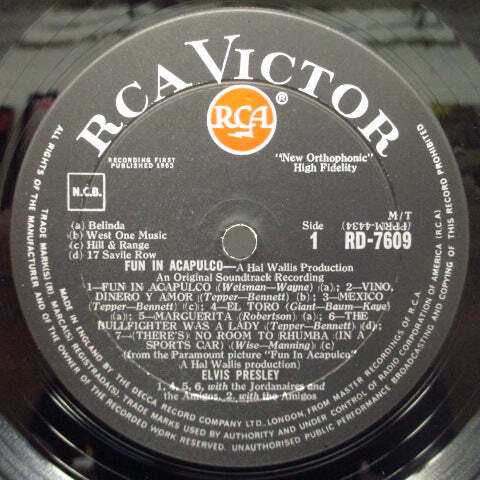 RCA VICTOR
RCA
®
RECORDING FIRST
PUBLISHED 1963
"New Orthophonic"
High Fidelity
N.C.B.
T/M
(PPRM-4434)
(a) Belinda
(b) West One Music
(c) Hill & Range
(d) 17 Savile Row
Side
1
RD-7609
FUN IN ACAPULCO—A Hal Wallis Production
An Original Soundtrack Recording
1—FUN IN ACAPULCO (Weisman-Wayne) (a); 2—VINO,
DINERO Y AMOR (Tepper-Bennett) (b); 3—MEXICO
(Tepper-Bennett) (c); 4—EL TORO (Giant-Baum-Kaye)
(a); 5—MARGUERITA (Robertson) (a); 6—THE
BULLFIGHTER WAS A LADY (Tepper-Bennett) (d);
7—(THERE'S) NO ROOM TO RHUMBA (IN A
SPORTS CAR) (Wise-Manning) (c)
(from the Paramount picture "Fun In Acapulco"
A Hal Wallis production)
ELVIS PRESLEY
1, 4, 5, 6, with the Jordanaires and
the Amigos, 2, with the Amigos
ALL RIGHTS OF THE MANUFACTURER AND OF THE OWNER OF THE RECORDED WORK RESERVED. UNAUTHORISED PUBLIC PERFORMANCE BROADCASTING AND COPYING OF THIS RECORD PROHIBITED
TRADE MARK(S) REGISTRADA(S) MARCA(S) MADE IN ENGLAND BY THE DECCA RECORD COMPANY LTD., LONDON, FROM MASTER RECORDINGS OF R.C.A. TRADE MARKS USED BY AUTHORITY AND UNDER CONTROL OF RADIO CORPORATION OF AMERICA (R.C.A.)